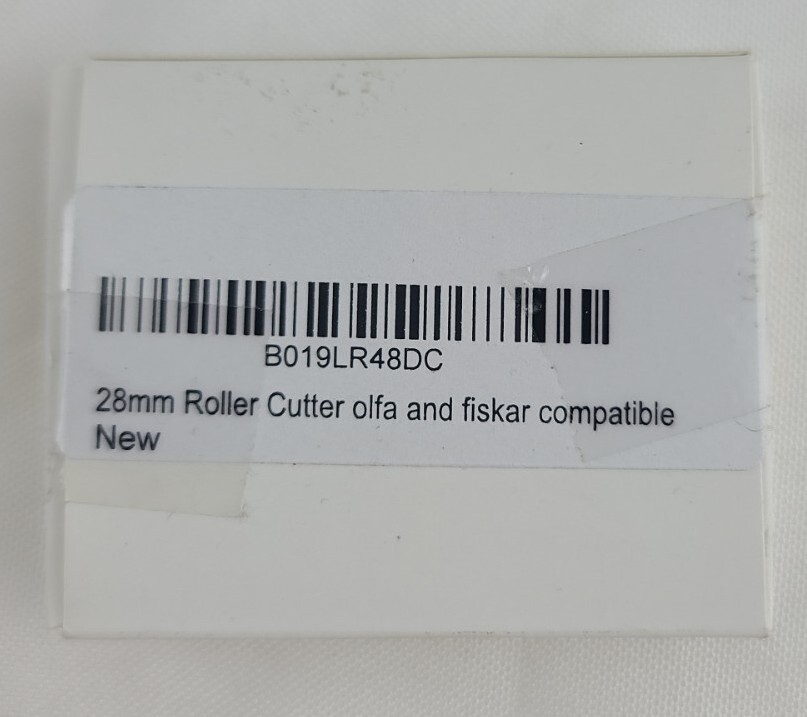 B019LR48DC
28mm Roller Cutter olfa and fiskar compatible
New